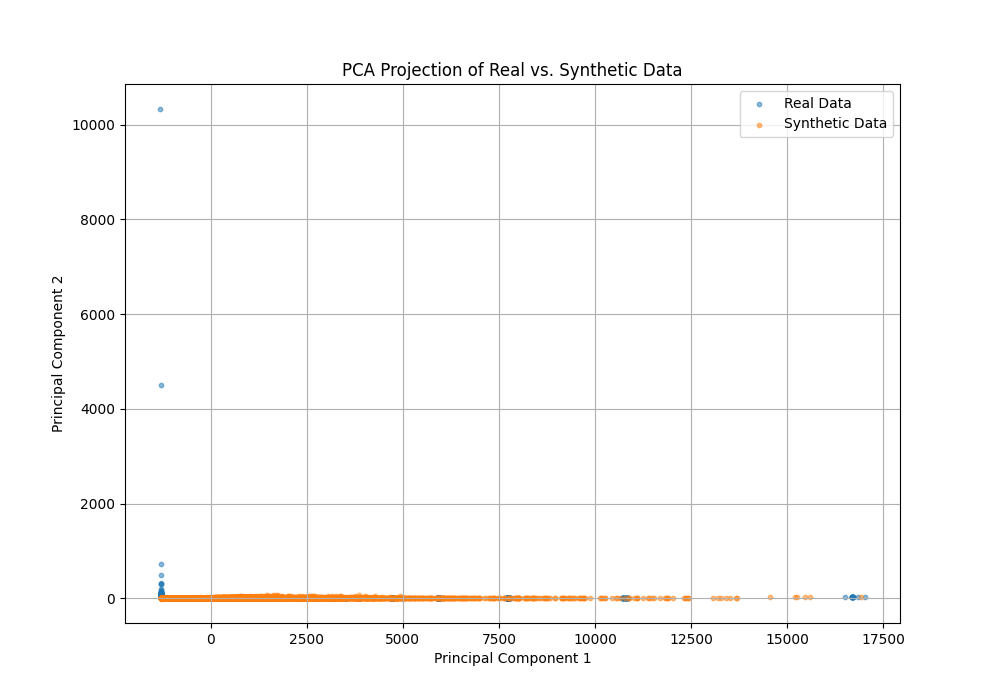 PCA Projection of Real vs. Synthetic Data
Real Data
Synthetic Data
Principal Component 2
10000
8000
6000
4000
2000
0
0 2500 5000 7500 10000 12500 15000 17500
Principal Component 1